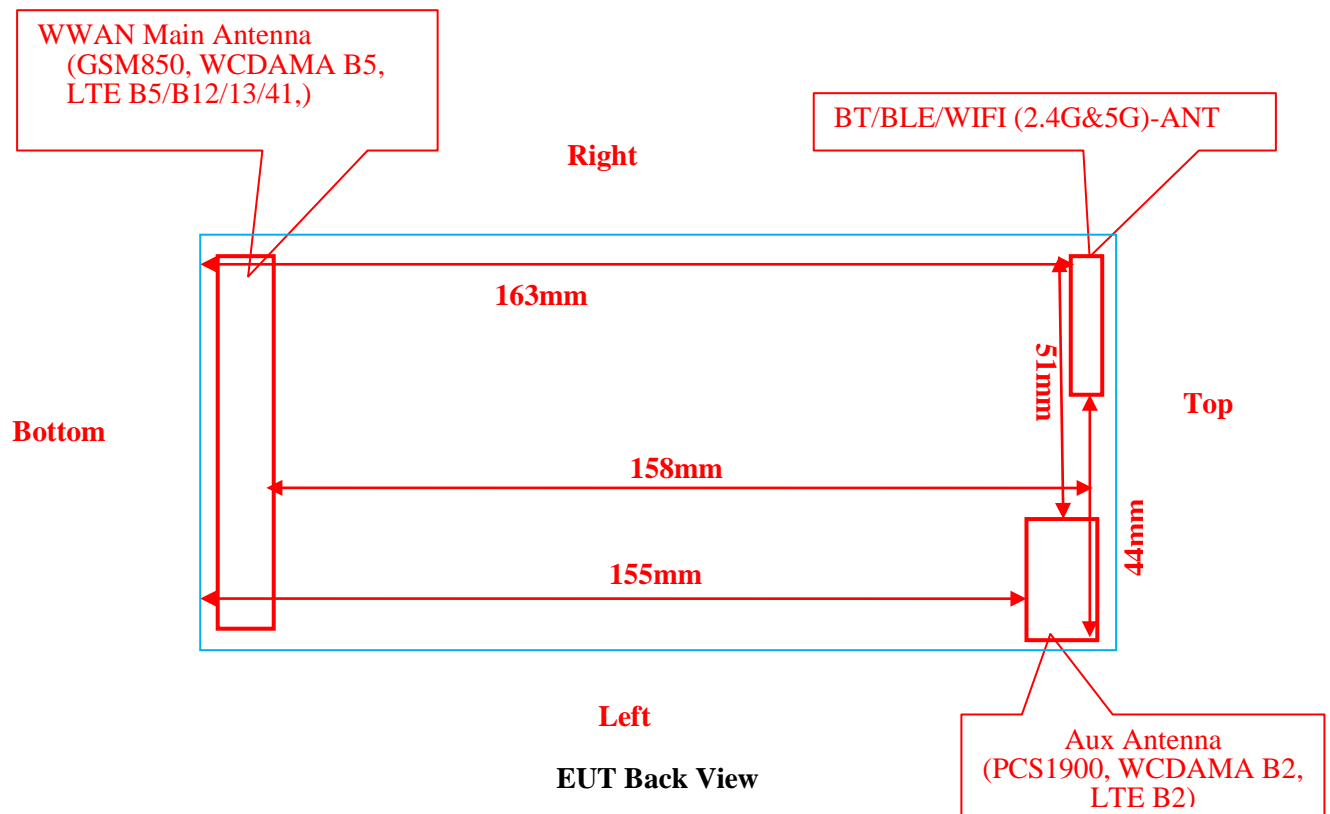 WWAN Main Antenna
(GSM850, WCDAMA B5,
LTE B5/B12/13/41,)
BT/BLE/WIFI (2.4G&5G)-ANT
Right
163mm
51mm
Top
Bottom
158mm
44mm
155mm
Left
Aux Antenna
(PCS1900, WCDAMA B2,
LTE B2)
EUT Back View